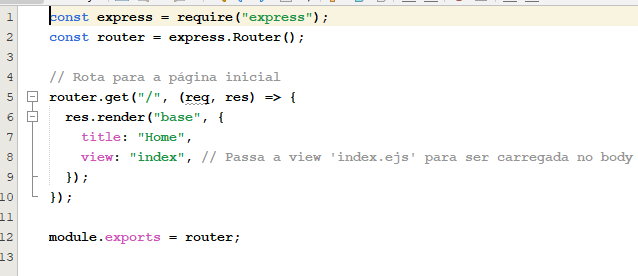 1 const express = require("express");
2 const router = express.Router();
3
4 // Rota para a página inicial
5 router.get("/", (req, res) => {
6 res.render("base", {
7 title: "Home",
8 view: "index", // Passa a view 'index.ejs' para ser carregada no body
9 });
10 });
11
12 module.exports = router;
13